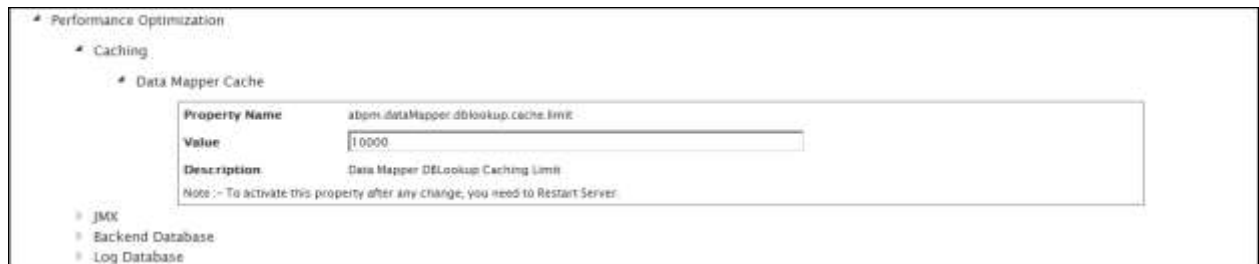 Performance Optimization
Caching
Data Mapper Cache
Property Name abpm.dataMapper.dblookup.cache.limit
Value 10000
Description Data Mapper DBLookup Caching Limit
Note :- To activate this property after any change, you need to Restart Server.
JMX
Backend Database
Log Database